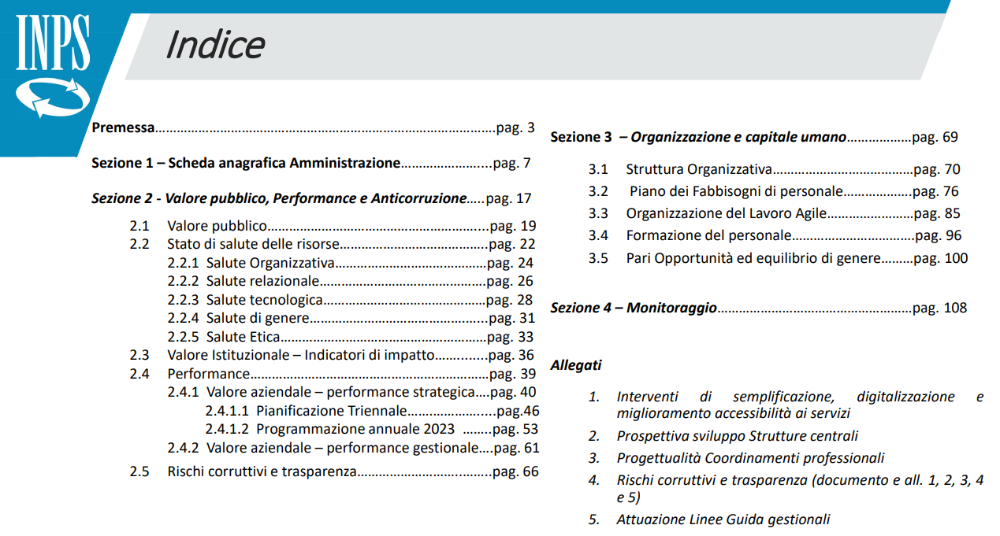 INPS
Indice
Premessa……………………………………………………………………….pag. 3
Sezione 1 – Scheda anagrafica Amministrazione…………………..pag. 7
Sezione 2 - Valore pubblico, Performance e Anticorruzione…..pag. 17
2.1 Valore pubblico……………………………………………...pag. 19
2.2 Stato di salute delle risorse……………………………..pag. 22
2.2.1 Salute Organizzativa………………………………pag. 24
2.2.2 Salute relazionale…………………………………pag. 26
2.2.3 Salute tecnologica…………………………………pag. 28
2.2.4 Salute di genere…………………………………...pag. 31
2.2.5 Salute Etica…………………………………………pag. 33
2.3 Valore Istituzionale – Indicatori di impatto…….......pag. 36
2.4 Performance…………………………………………………pag. 39
2.4.1 Valore aziendale – performance strategica….pag. 40
2.4.1.1 Pianificazione Triennale………………....pag.46
2.4.1.2 Programmazione annuale 2023 ……..pag. 53
2.4.2 Valore aziendale – performance gestionale….pag. 61
2.5 Rischi corruttivi e trasparenza…………………………..pag. 66
Sezione 3 – Organizzazione e capitale umano………………pag. 69
3.1 Struttura Organizzativa……………………………pag. 70
3.2 Piano dei Fabbisogni di personale……………….pag. 76
3.3 Organizzazione del Lavoro Agile…………………pag. 85
3.4 Formazione del personale………………………….pag. 96
3.5 Pari Opportunità ed equilibrio di genere………pag. 100
Sezione 4 – Monitoraggio…………………………………………pag. 108
Allegati
1. Interventi di semplificazione, digitalizzazione e
miglioramento accessibilità ai servizi
2. Prospettiva sviluppo Strutture centrali
3. Progettualità Coordinamenti professionali
4. Rischi corruttivi e trasparenza (documento e all. 1, 2, 3, 4
e 5)
5. Attuazione Linee Guida gestionali